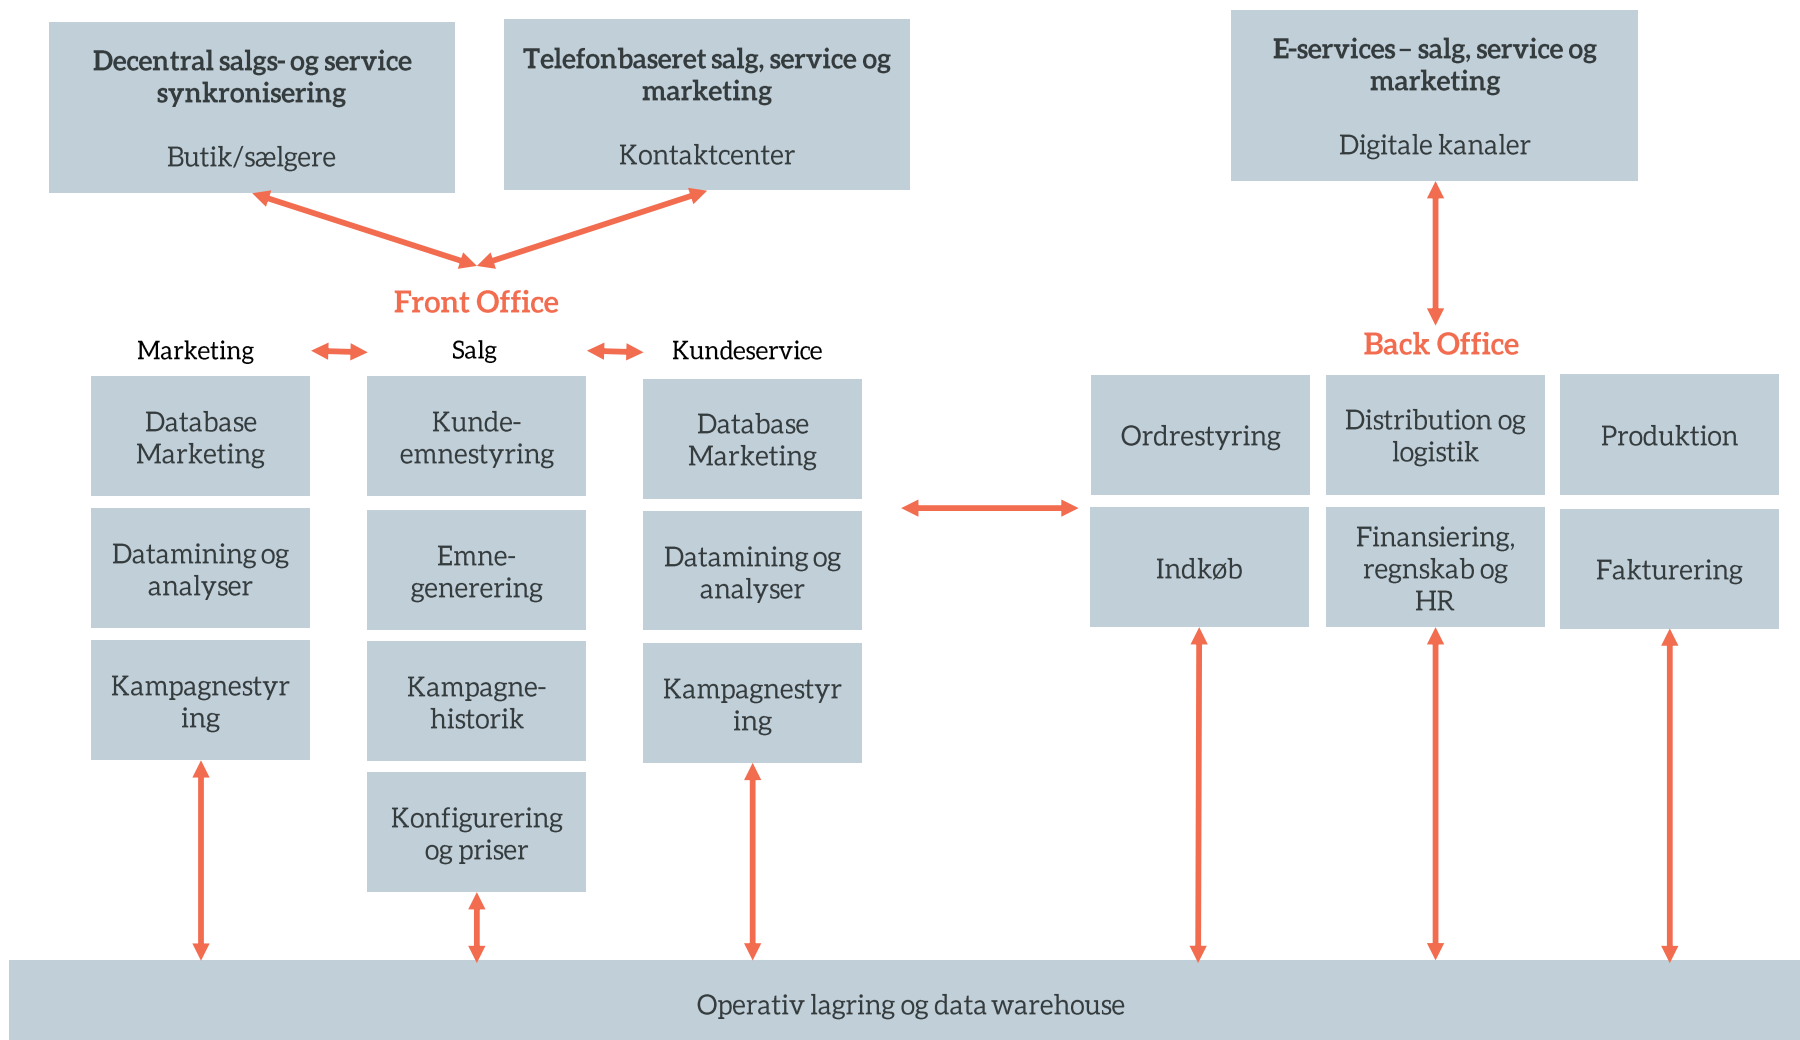 Decentral salgs- og service
synkronisering
Butik/sælgere
Telefonbaseret salg, service og
marketing
Kontaktcenter
E-services – salg, service og
marketing
Digitale kanaler
Front Office
Marketing
Salg
Kundeservice
Database
Marketing
Datamining og
analyser
Kampagnestyr
ing
Kunde-
emnestyring
Emne-
generering
Kampagne-
historik
Konfigurering
og priser
Database
Marketing
Datamining og
analyser
Kampagnestyr
ing
Back Office
Ordrestyring
Distribution og
logistik
Produktion
Indkøb
Finansiering,
regnskab og
HR
Fakturering
Operativ lagring og data warehouse